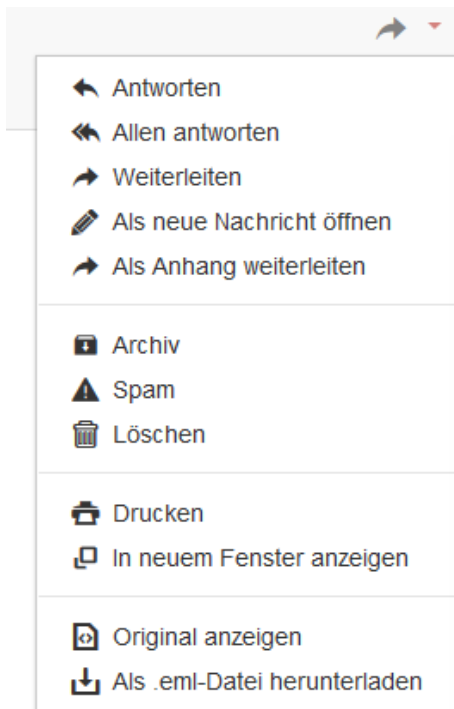 Antworten
Allen antworten
Weiterleiten
Als neue Nachricht öffnen
Als Anhang weiterleiten
Archiv
Spam
Löschen
Drucken
In neuem Fenster anzeigen
Original anzeigen
Als .eml-Datei herunterladen